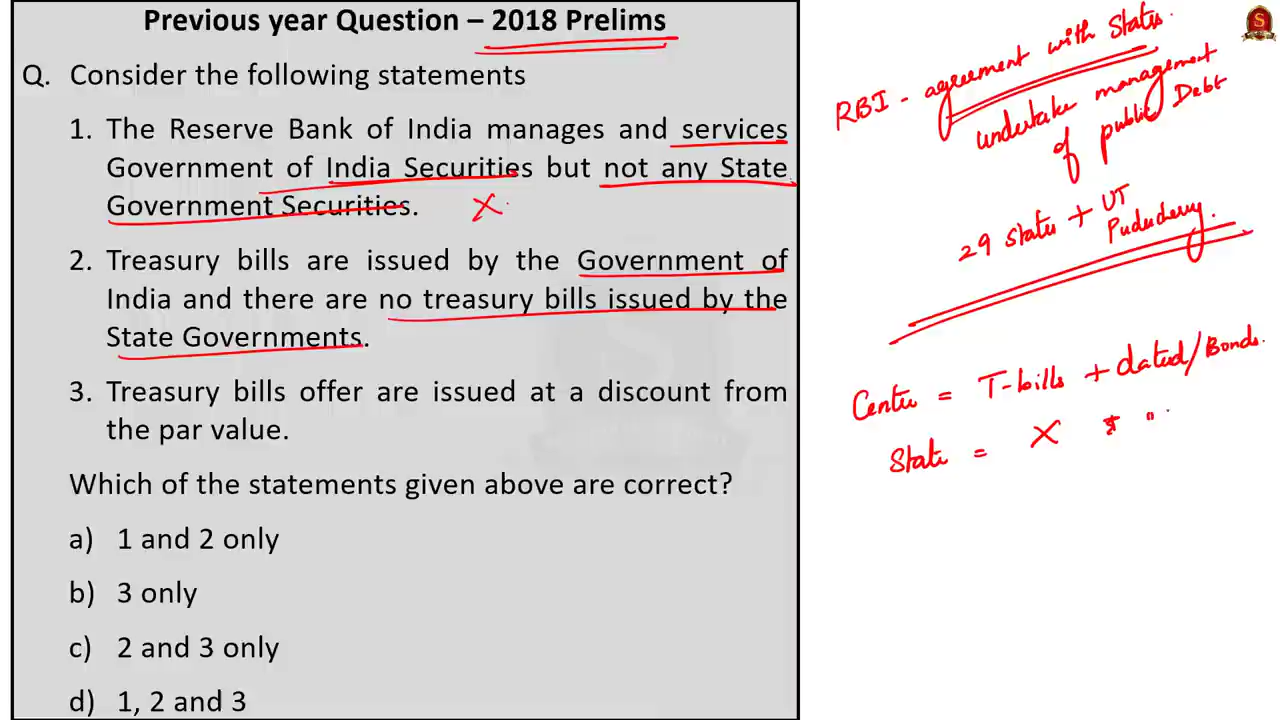 Previous year Question – 2018 Prelims
Q. Consider the following statements
1. The Reserve Bank of India manages and services
Government of India Securities but not any State
Government Securities.
2. Treasury bills are issued by the Government of
India and there are no treasury bills issued by the
State Governments.
3. Treasury bills offer are issued at a discount from
the par value.
Which of the statements given above are correct?
a) 1 and 2 only
b) 3 only
c) 2 and 3 only
d) 1, 2 and 3
RBI - agreement with States.
undertake management
of public Debt
29 States + UT
Center = T-bills + dated/Bonds.
State = X
S